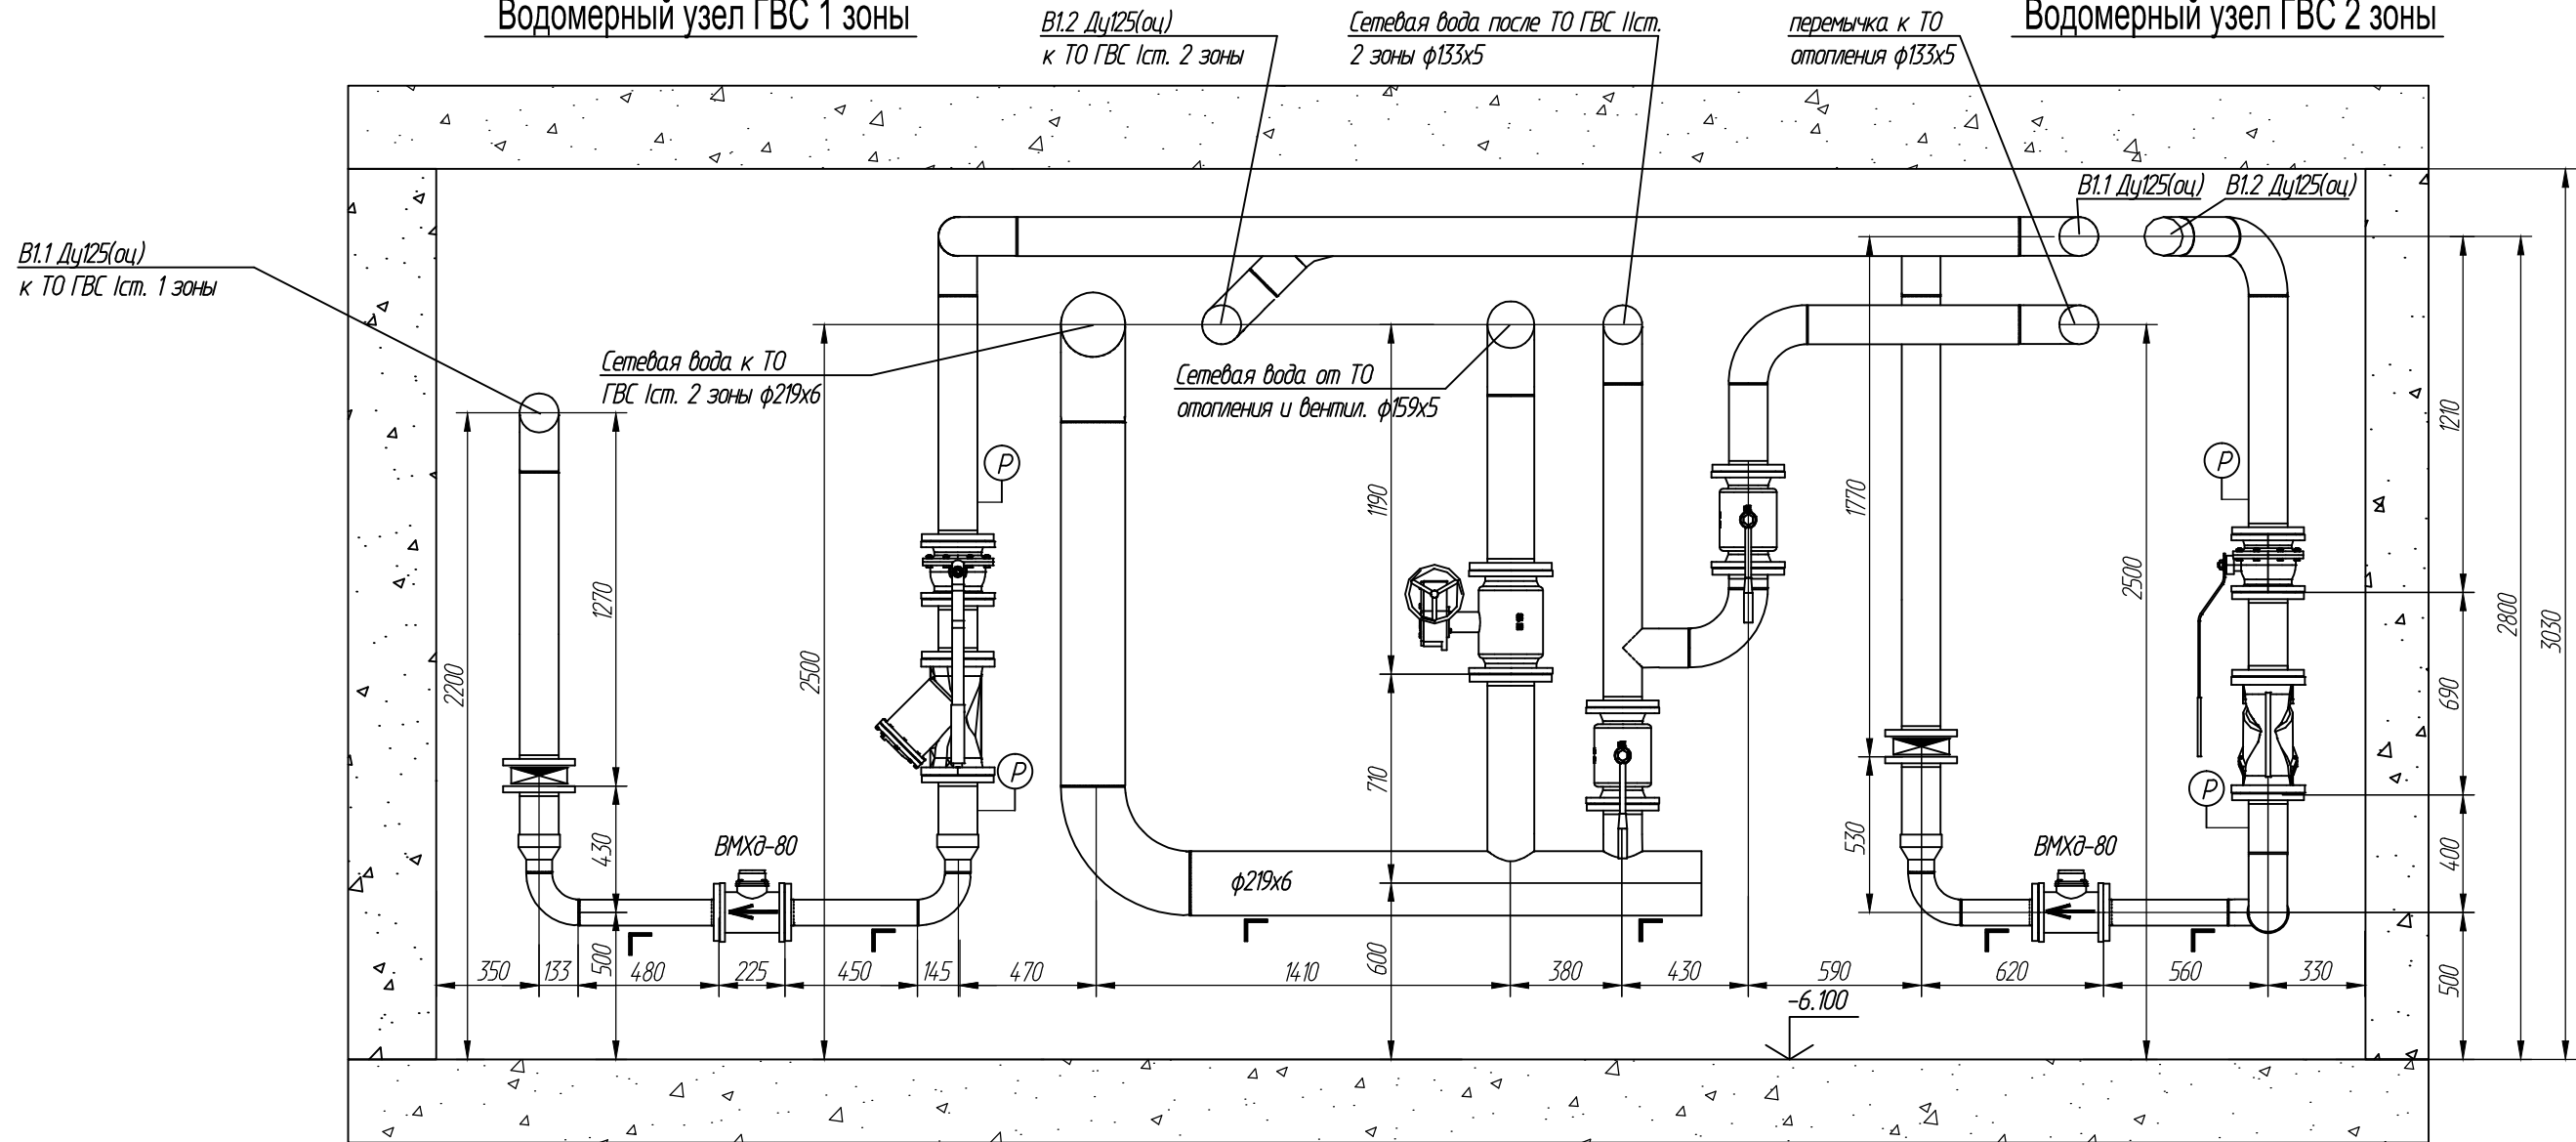 Водомерный узел ГВС 1 зоны
В1.2 Ду125(оц)
к ТО ГВС Iст. 2 зоны
Сетевая вода после ТО ГВС IIст.
2 зоны ф133х5
перемычка к ТО
отопления ф133х5
Водомерный узел ГВС 2 зоны
В1.1 Ду125(оц)
В1.2 Ду125(оц)
В1.1 Ду125(оц)
к ТО ГВС Iст. 1 зоны
Сетевая вода к ТО
ГВС Iст. 2 зоны ф219х6
Сетевая вода от ТО
отопления и вентил. ф159х5
P
P
P
P
2200
1270
430
500
2500
1190
710
600
1770
530
2500
1210
690
400
500
2800
3030
ВМХд-80
ф219х6
ВМХд-80
350
133
480
225
450
145
470
1410
380
430
590
620
560
330
-6.100